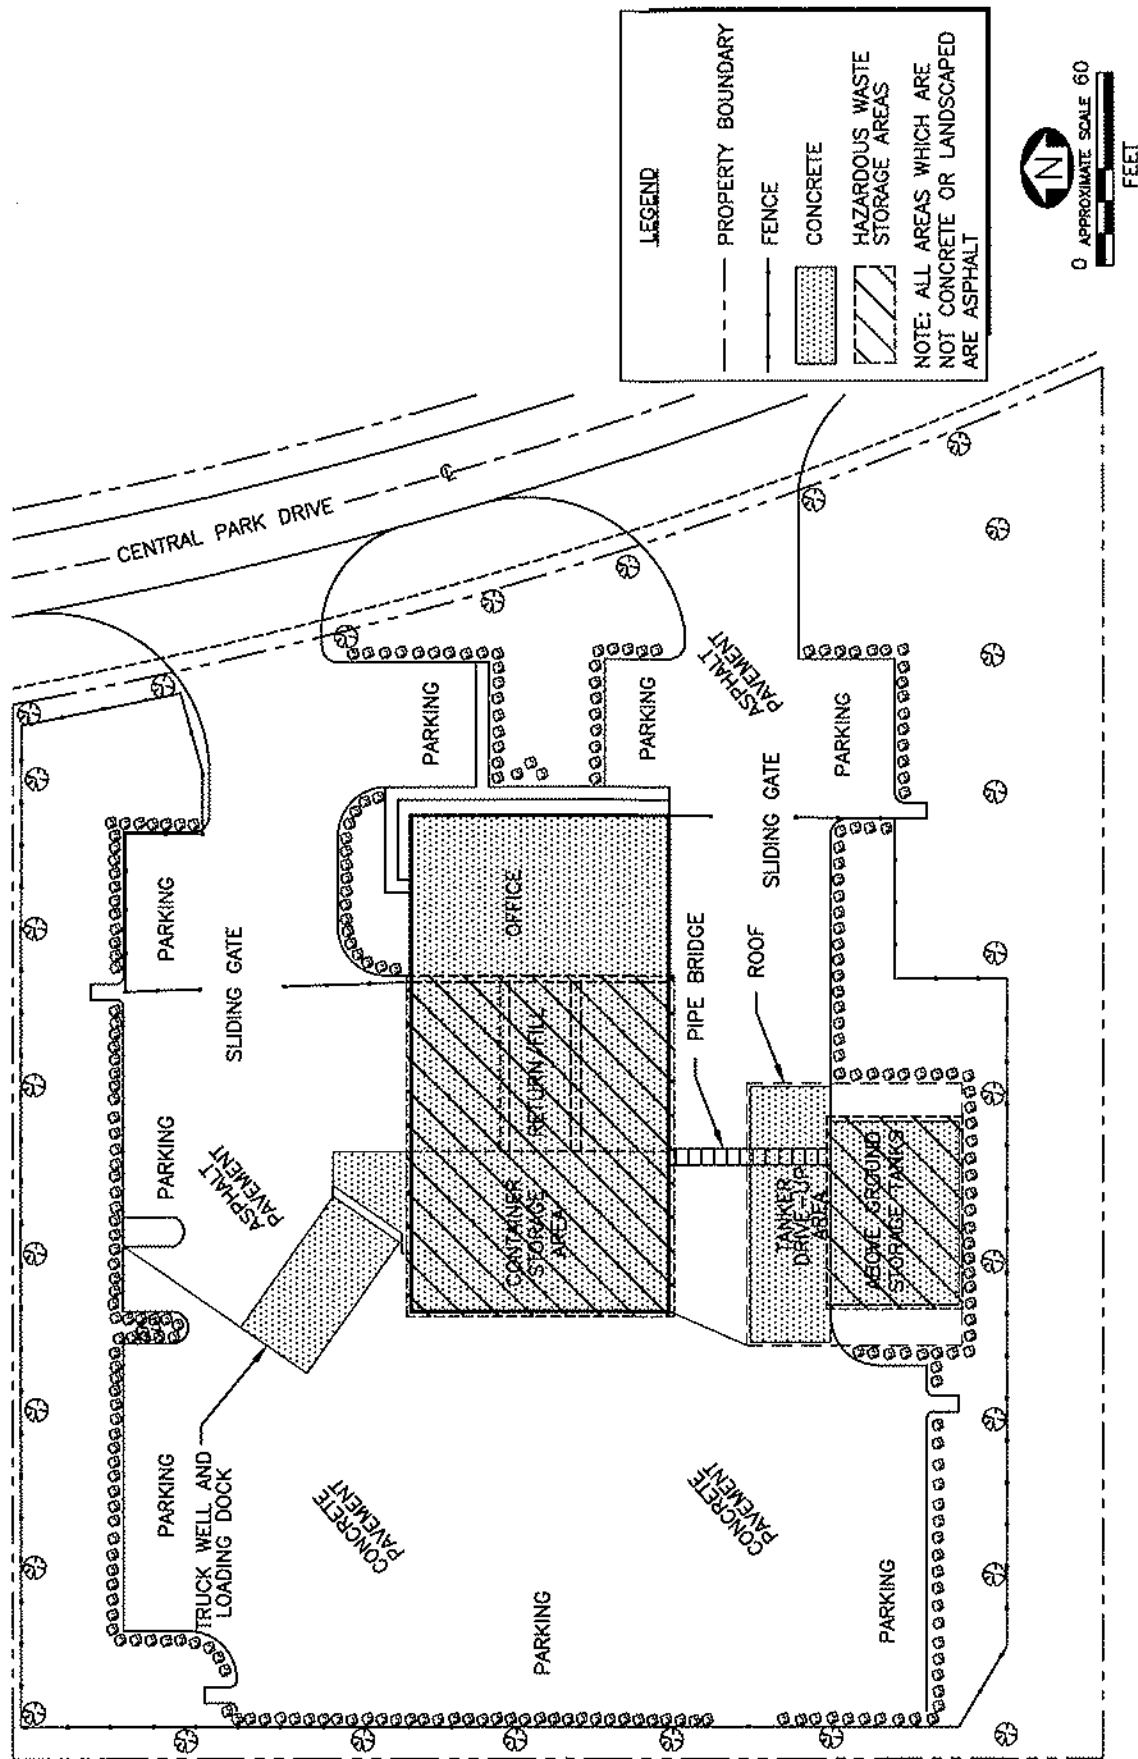 CENTRAL PARK DRIVE
℄
PARKING
SLIDING GATE
PARKING
ASPHALT
PAVEMENT
PARKING
TRUCK WELL AND
LOADING DOCK
CONCRETE
PAVEMENT
PARKING
OFFICE
RETURN/FILL
CONTAINER
STORAGE
AREA
PARKING
PARKING
ASPHALT
PAVEMENT
PARKING
SLIDING GATE
ROOF
PIPE BRIDGE
TANKER
DRIVE-UP
AREA
ABOVE GROUND
STORAGE TANKS
CONCRETE
PAVEMENT
PARKING
PARKING
LEGEND
PROPERTY BOUNDARY
FENCE
CONCRETE
HAZARDOUS WASTE
STORAGE AREAS
NOTE: ALL AREAS WHICH ARE
NOT CONCRETE OR LANDSCAPED
ARE ASPHALT
N
0 APPROXIMATE SCALE 60
FEET